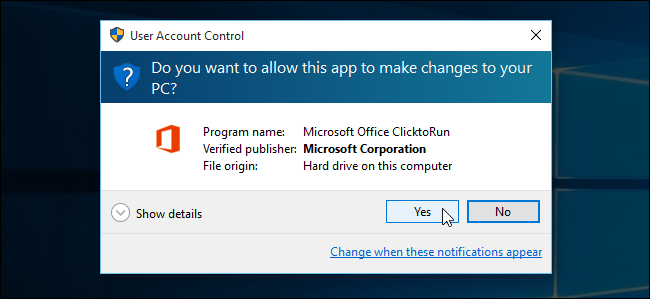 User Account Control
Do you want to allow this app to make changes to your
PC?
Program name: Microsoft Office ClicktoRun
Verified publisher: Microsoft Corporation
File origin: Hard drive on this computer
Show details Yes No
Change when these notifications appear